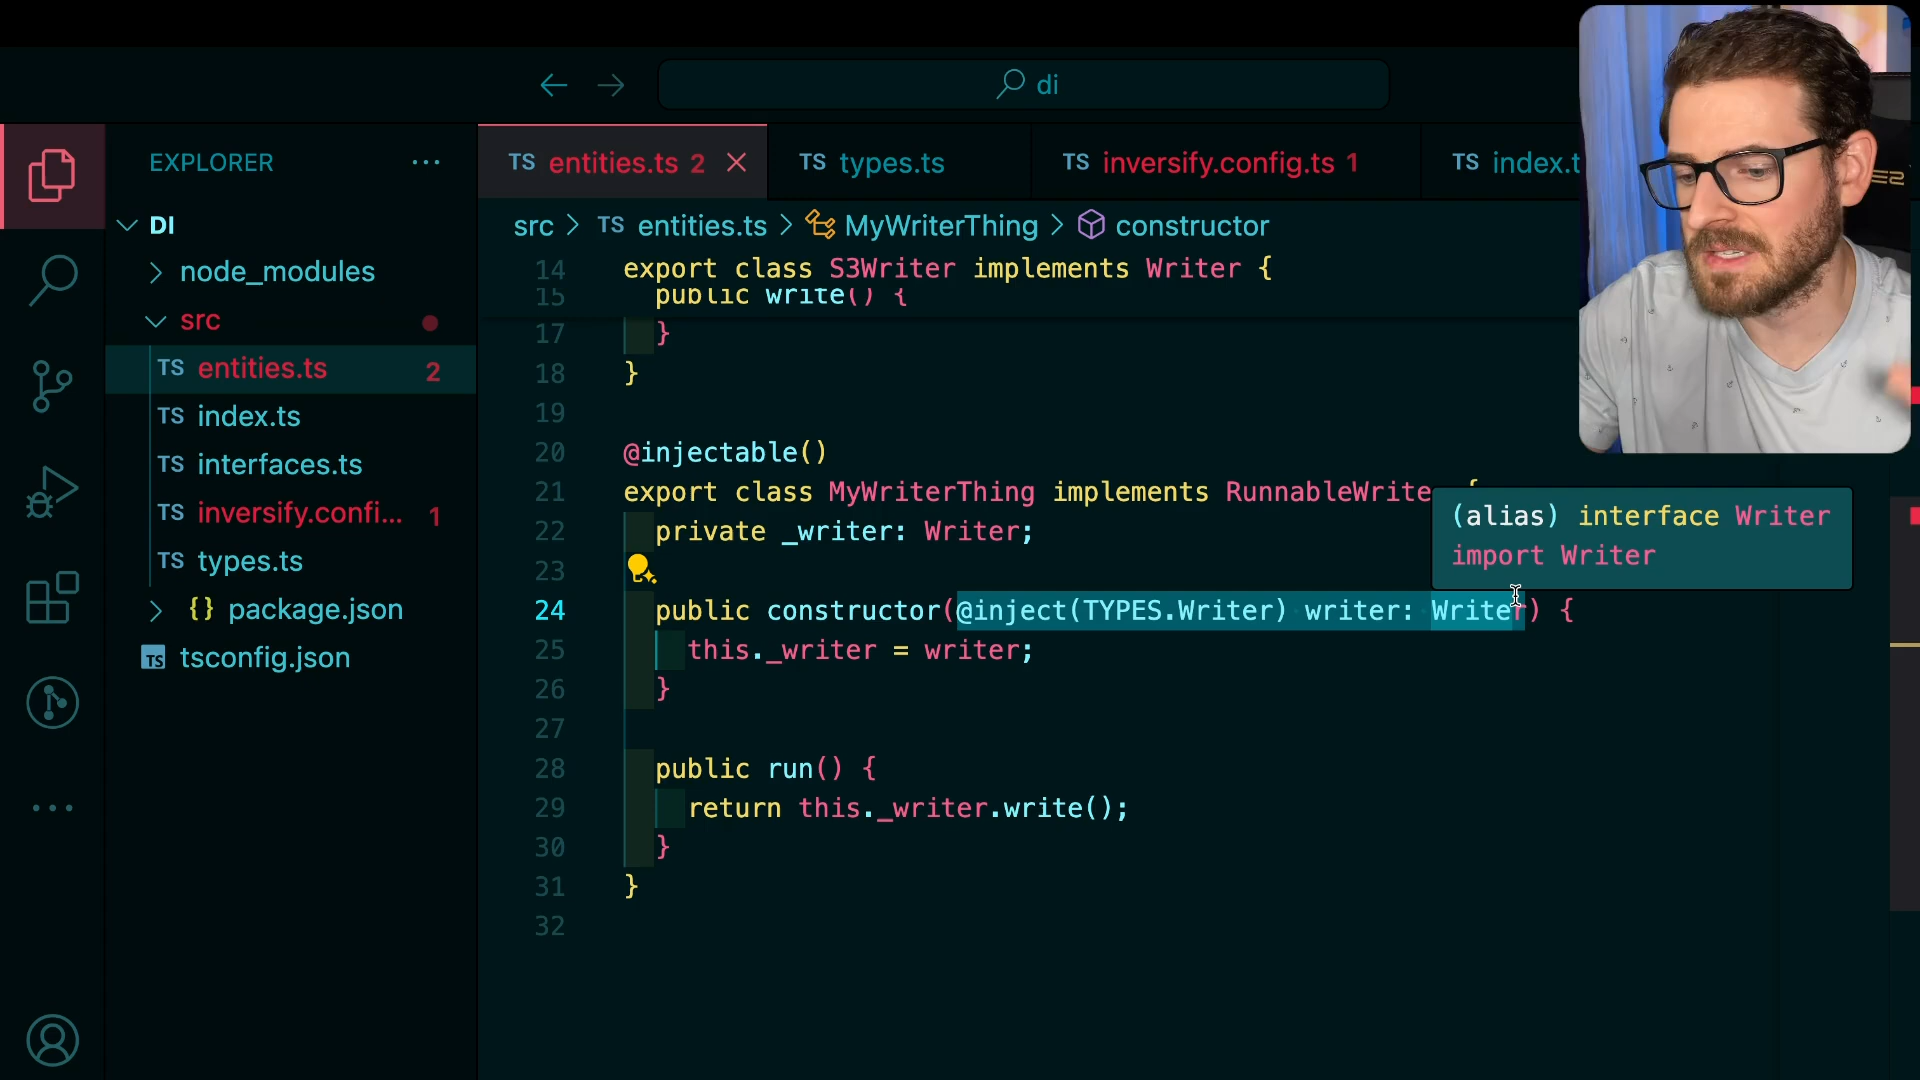 di
EXPLORER
DI
node_modules
src
TS entities.ts 2
TS index.ts
TS interfaces.ts
TS inversify.confi... 1
TS types.ts
{} package.json
TS tsconfig.json
TS entities.ts 2
TS types.ts
TS inversify.config.ts 1
TS index.t
src > TS entities.ts > MyWriterThing > constructor
14 export class S3Writer implements Writer {
15 public write() {
17 }
18 }
19
20 @injectable()
21 export class MyWriterThing implements RunnableWrite {
22 private _writer: Writer;
23
24 public constructor(@inject(TYPES.Writer) writer: Writer) {
25 this._writer = writer;
26 }
27
28 public run() {
29 return this._writer.write();
30 }
31 }
32
(alias) interface Writer
import Writer